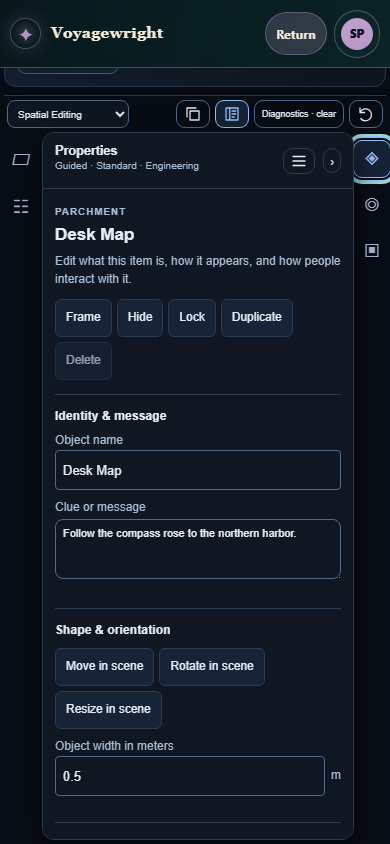 Voyagewright
Return
SP
Spatial Editing
Diagnostics · clear
Properties
Guided · Standard · Engineering
PARCHMENT
Desk Map
Edit what this item is, how it appears, and how people
interact with it.
Frame
Hide
Lock
Duplicate
Delete
Identity & message
Object name
Desk Map
Clue or message
Follow the compass rose to the northern harbor.
Shape & orientation
Move in scene
Rotate in scene
Resize in scene
Object width in meters
0.5
m